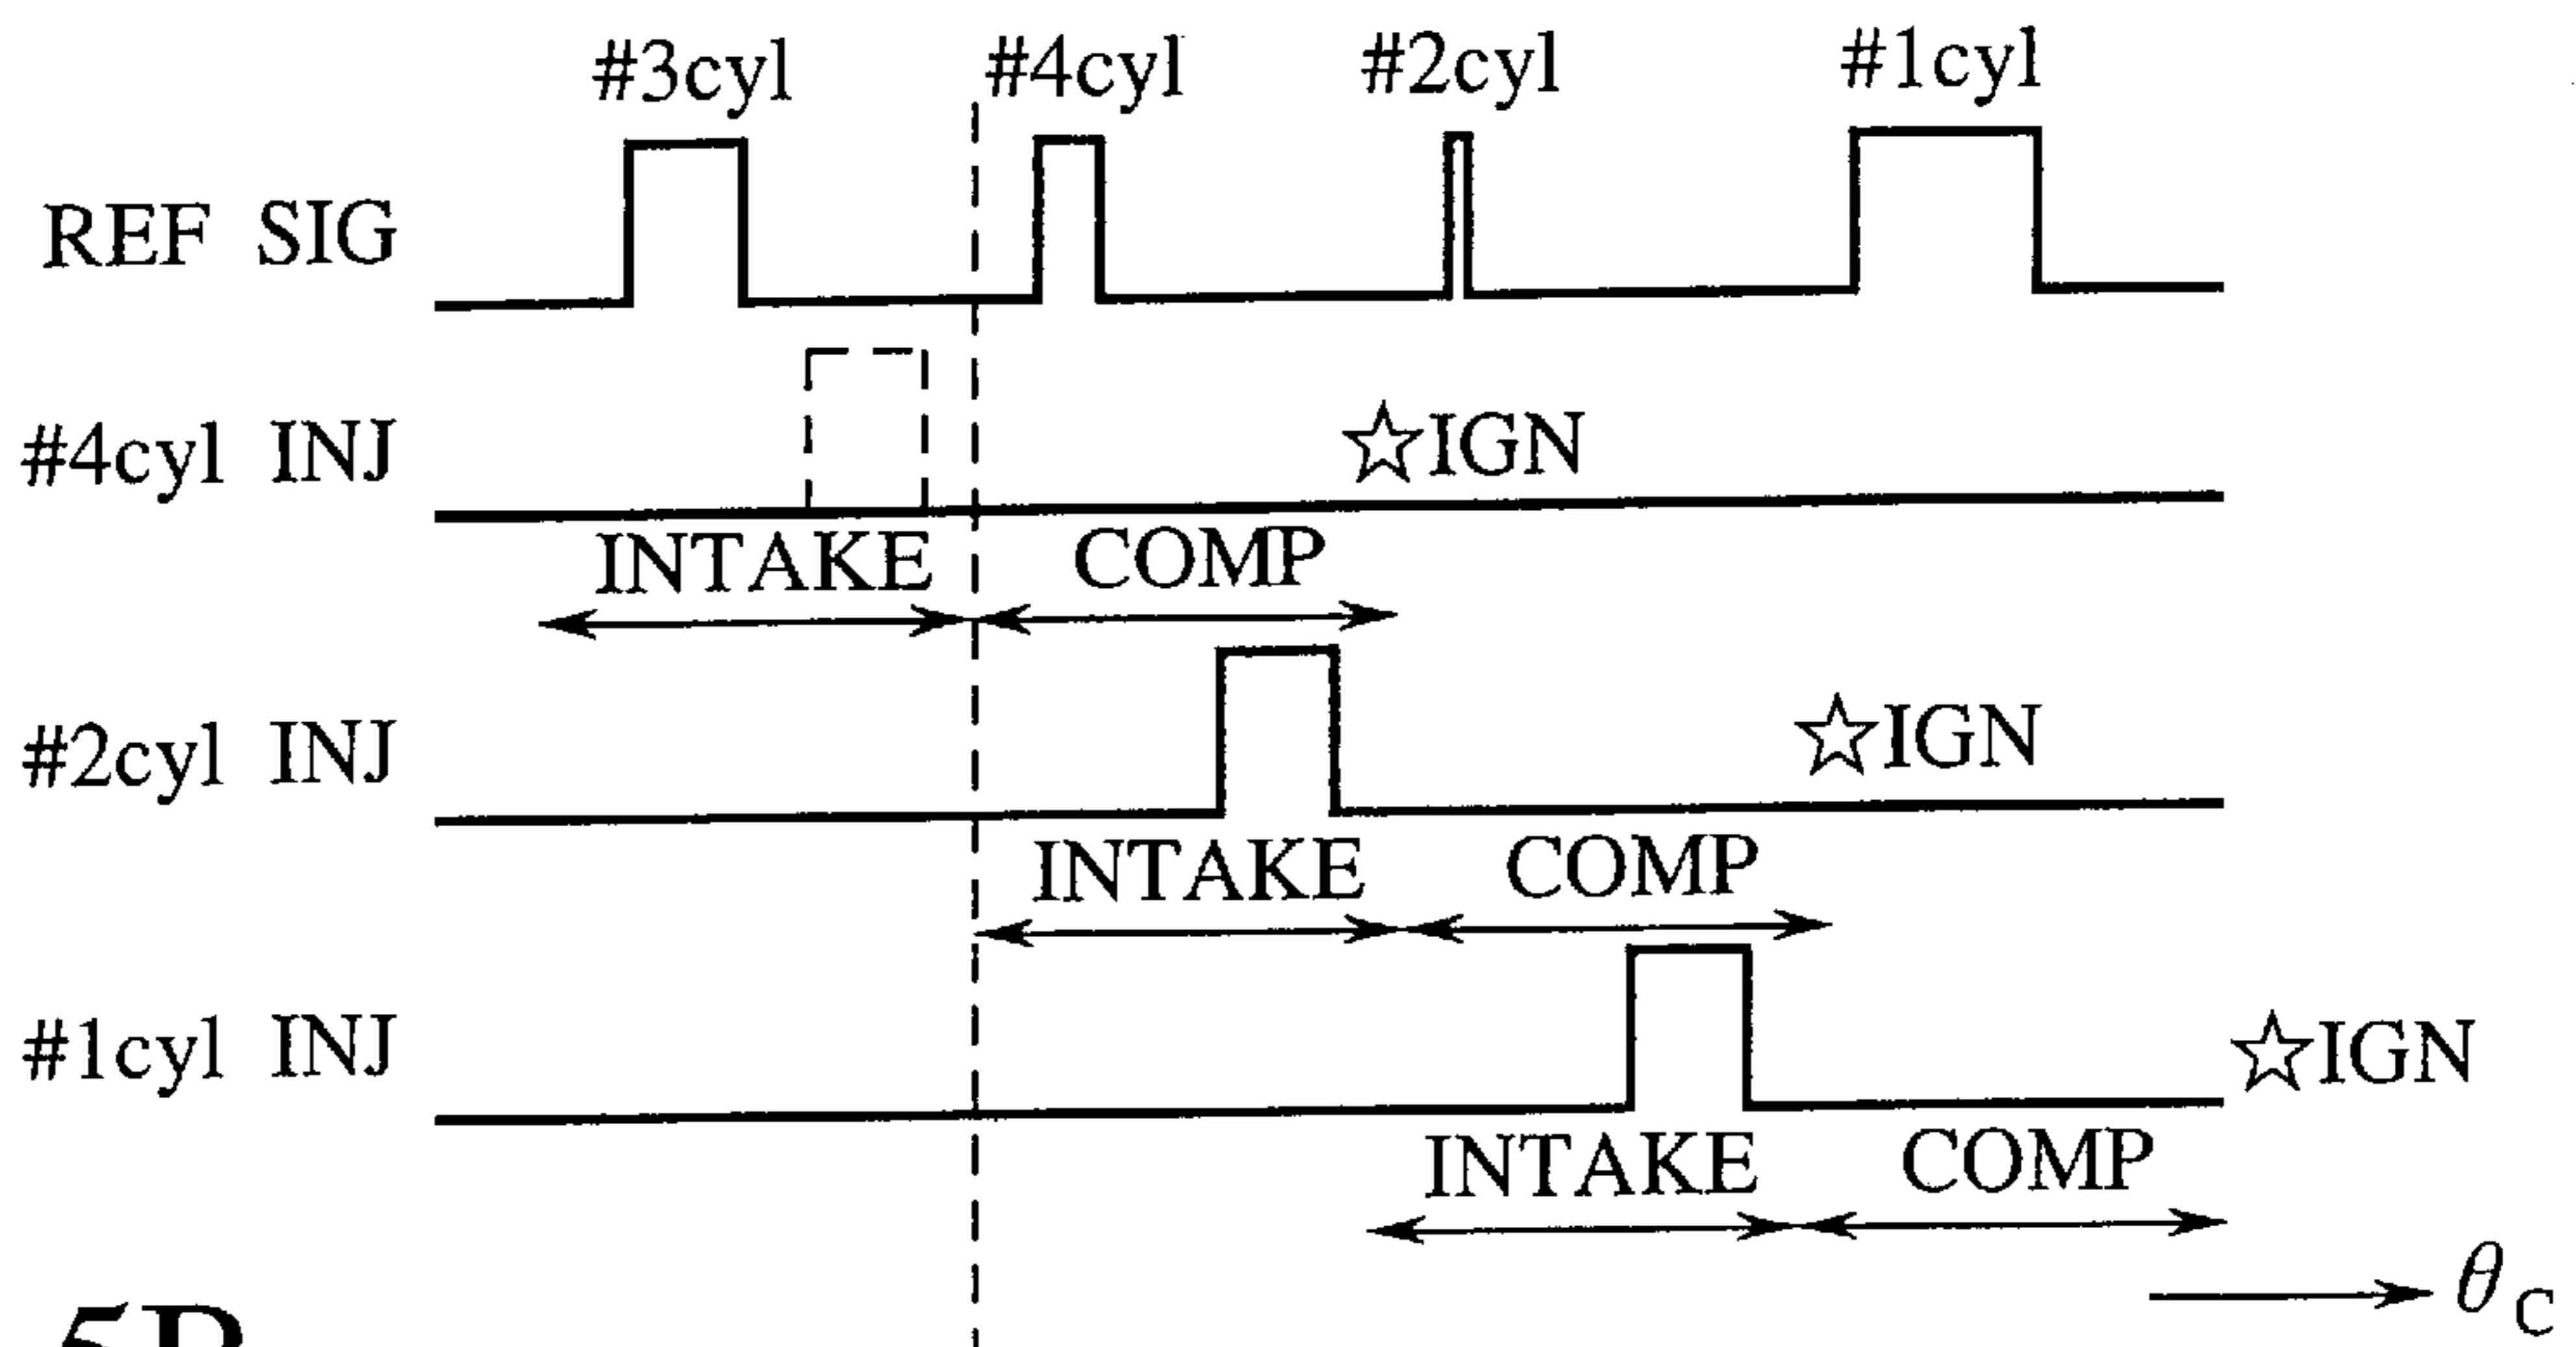 #3cyl #4cyl #2cyl #1cyl
REF SIG
#4cyl INJ ☆IGN
INTAKE COMP
#2cyl INJ ☆IGN
INTAKE COMP
#1cyl INJ ☆IGN
INTAKE COMP
θC